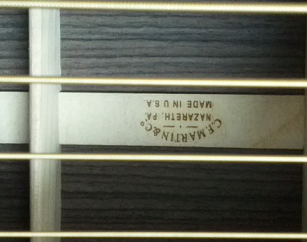 C.F. MARTIN & Co
NAZARETH, PA.
MADE IN U.S.A